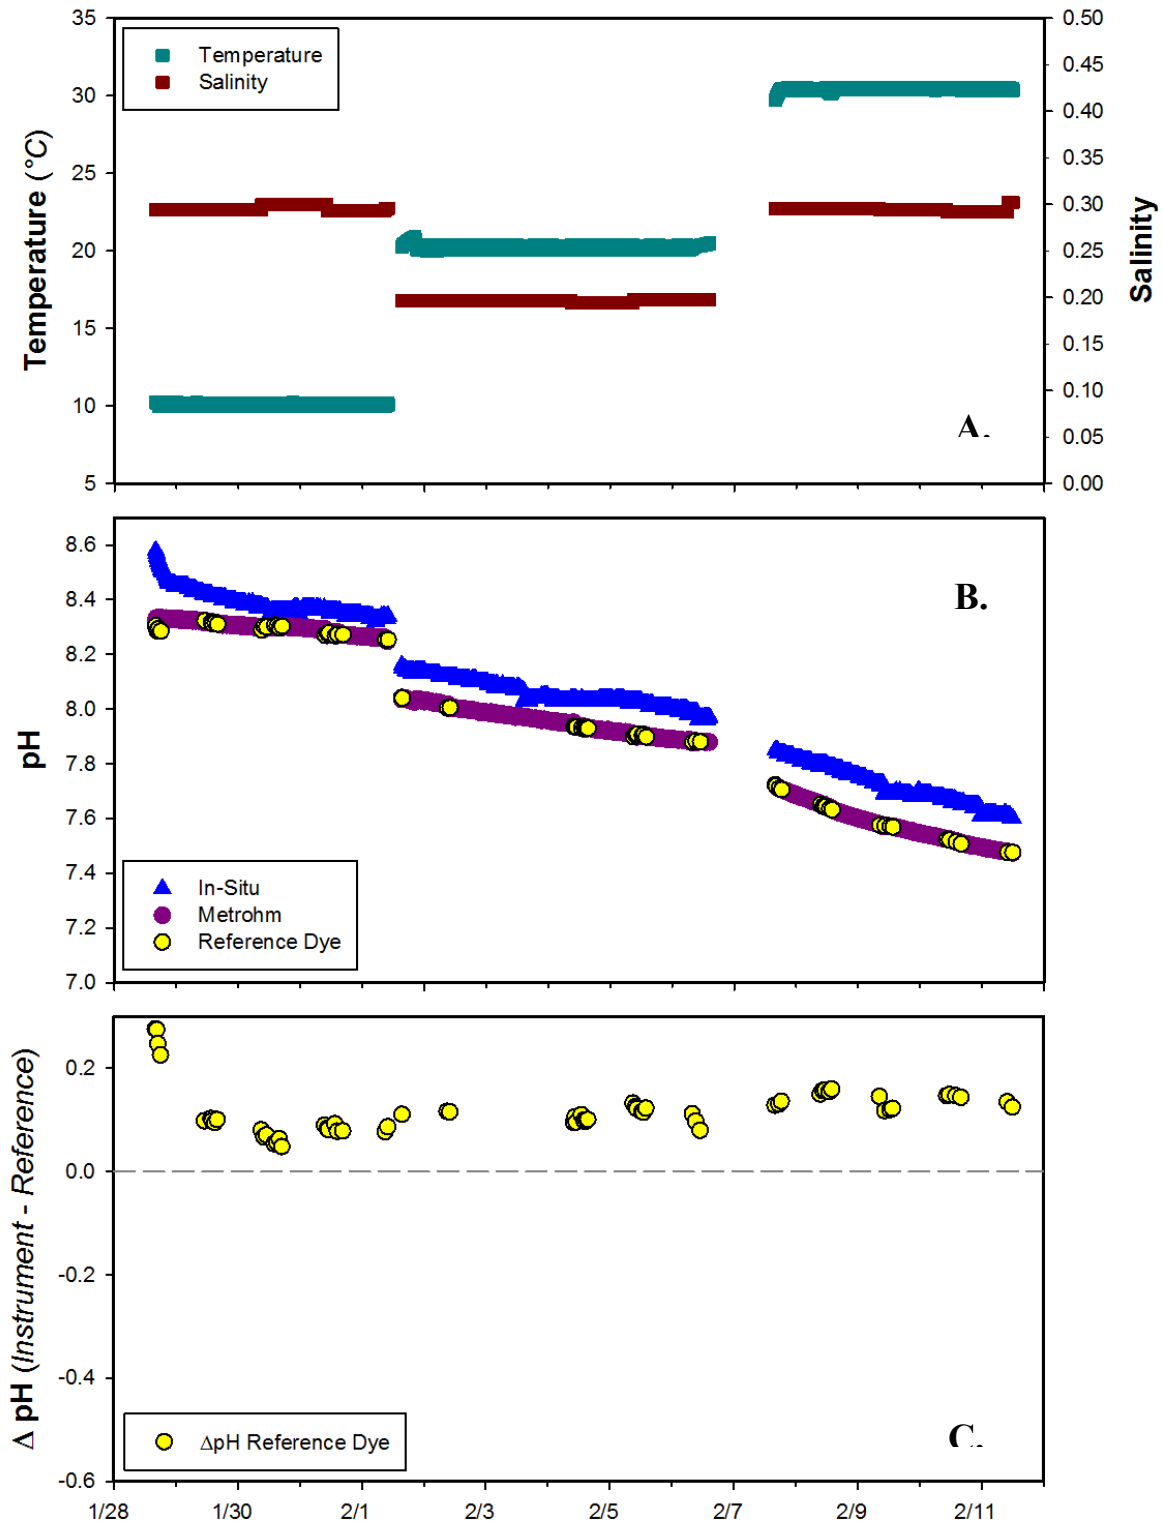 35
30
25
20
15
10
5
Temperature (°C)
Temperature
Salinity
0.50
0.45
0.40
0.35
0.30
0.25
0.20
0.15
0.10
0.05
0.00
Salinity
A.
8.6
8.4
8.2
8.0
7.8
7.6
7.4
7.2
7.0
pH
B.
In-Situ
Metrohm
Reference Dye
0.2
0.0
-0.2
-0.4
-0.6
Δ pH (Instrument - Reference)
ΔpH Reference Dye
C.
1/28 1/30 2/1 2/3 2/5 2/7 2/9 2/11